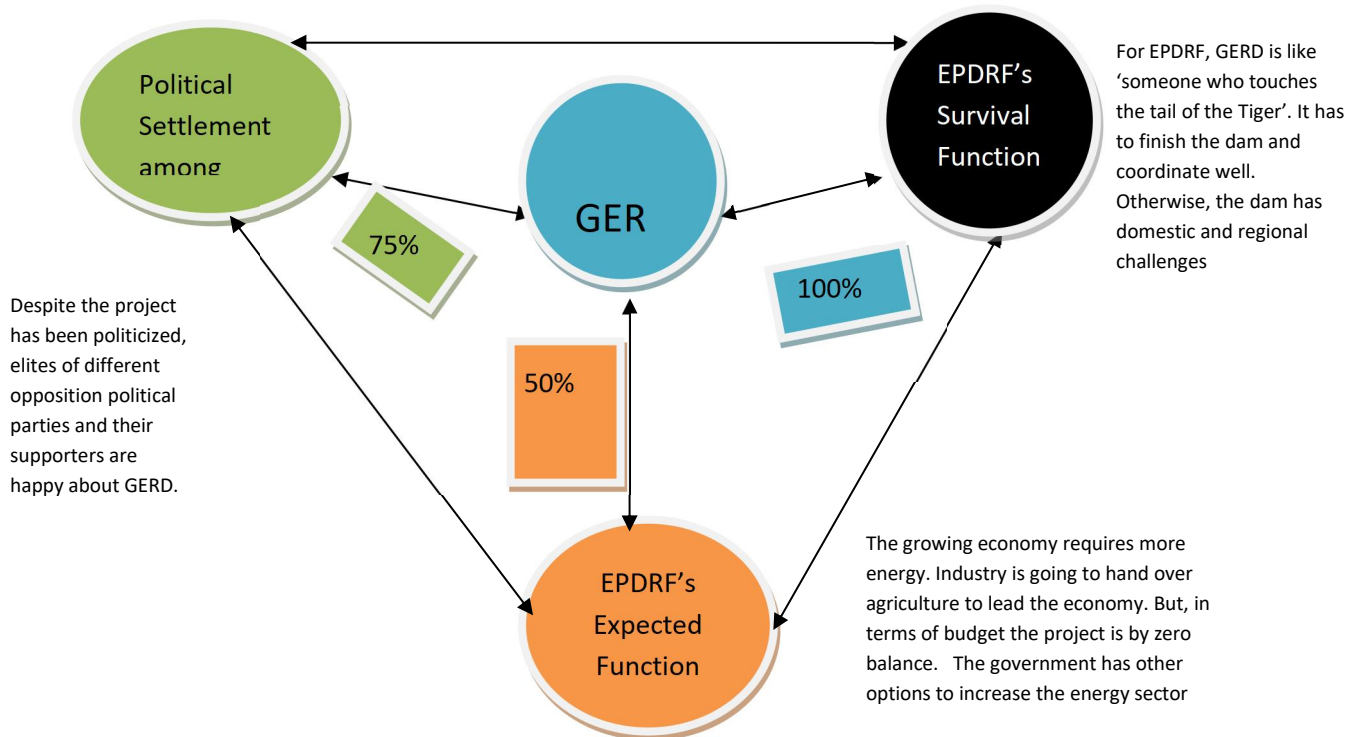 Political
Settlement
among
GER
EPDRF's
Survival
Function
For EPDRF, GERD is like
‘someone who touches
the tail of the Tiger’. It has
to finish the dam and
coordinate well.
Otherwise, the dam has
domestic and regional
challenges
75%
100%
50%
Despite the project
has been politicized,
elites of different
opposition political
parties and their
supporters are
happy about GERD.
EPDRF's
Expected
Function
The growing economy requires more
energy. Industry is going to hand over
agriculture to lead the economy. But, in
terms of budget the project is by zero
balance.   The government has other
options to increase the energy sector